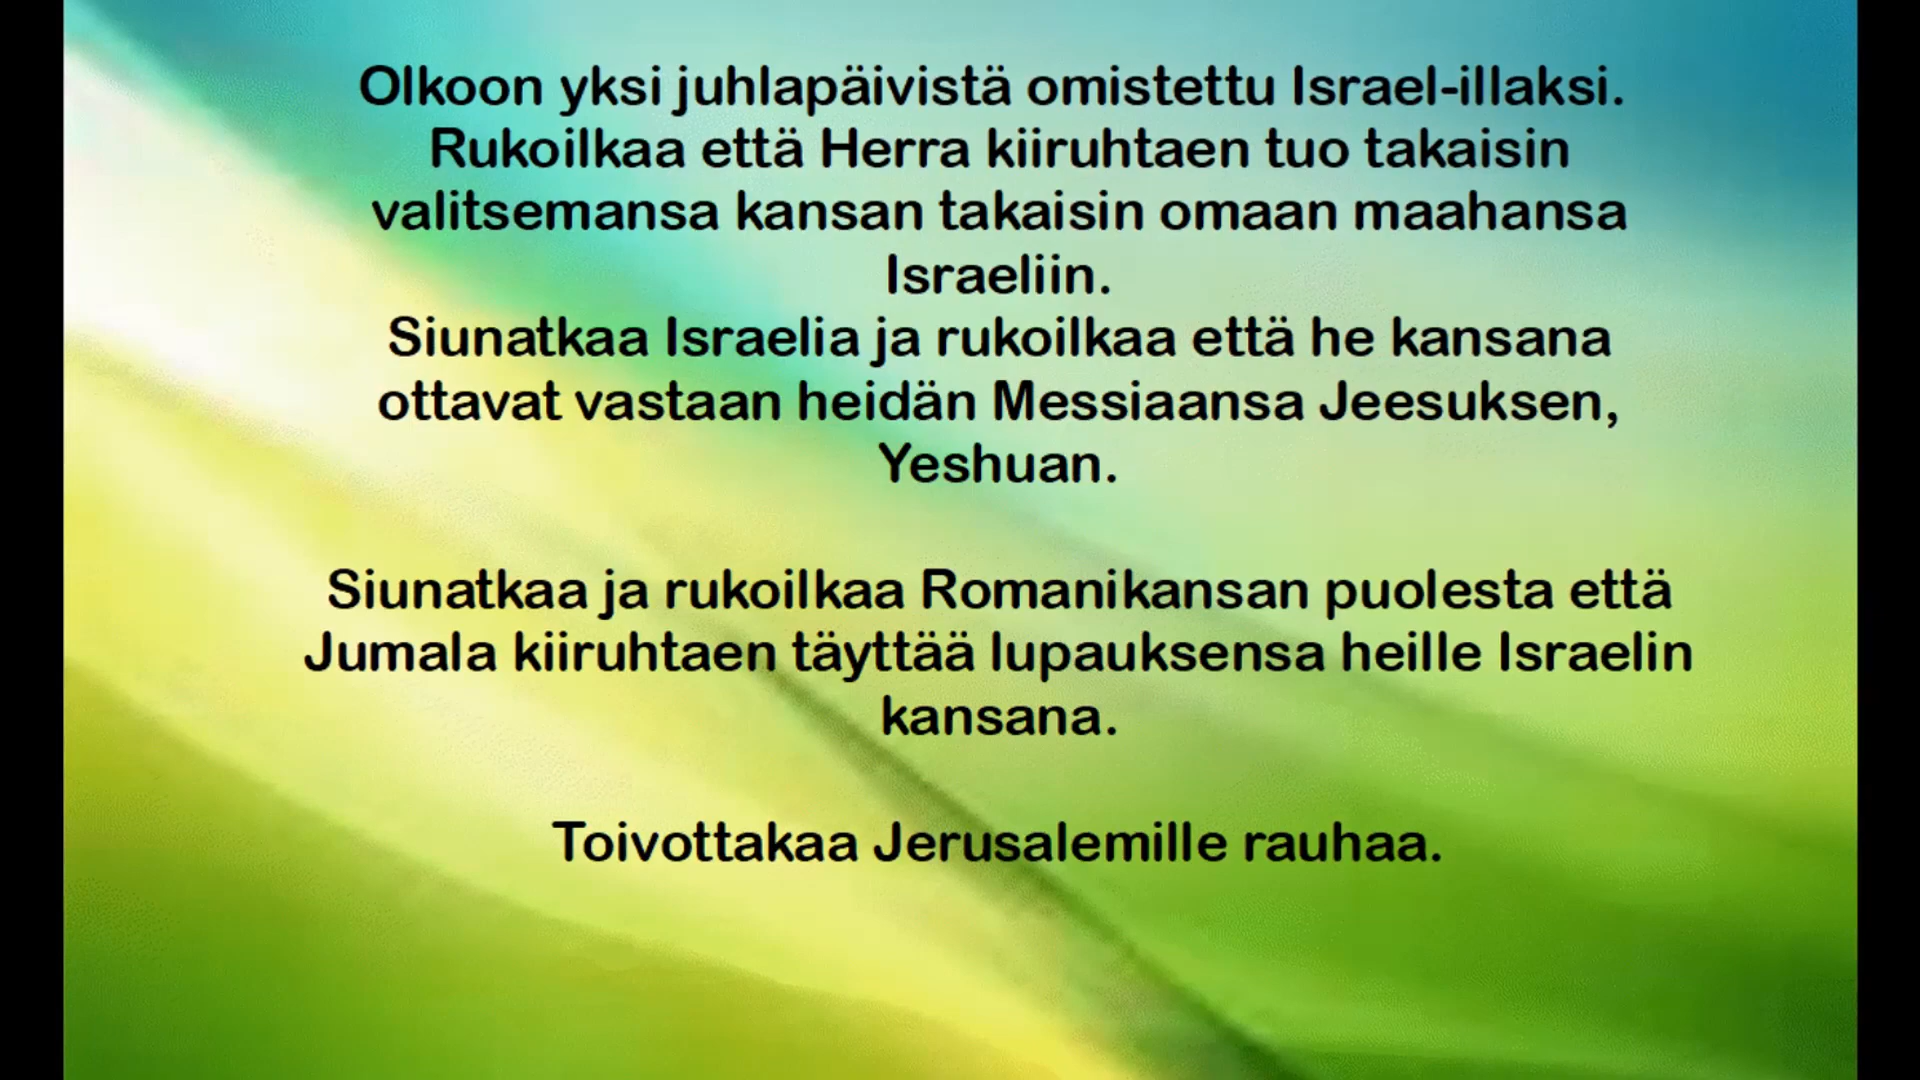 Olkoon yksi juhlapäivistä omistettu Israel-illaksi.
Rukoilkaa että Herra kiiruhtaen tuo takaisin
valitsemansa kansan takaisin omaan maahansa
Israeliin.
Siunatkaa Israelia ja rukoilkaa että he kansana
ottavat vastaan heidän Messiaansa Jeesuksen,
Yeshuan.
Siunatkaa ja rukoilkaa Romanikansan puolesta että
Jumala kiiruhtaen täyttää lupauksensa heille Israelin
kansana.
Toivottakaa Jerusalemille rauhaa.